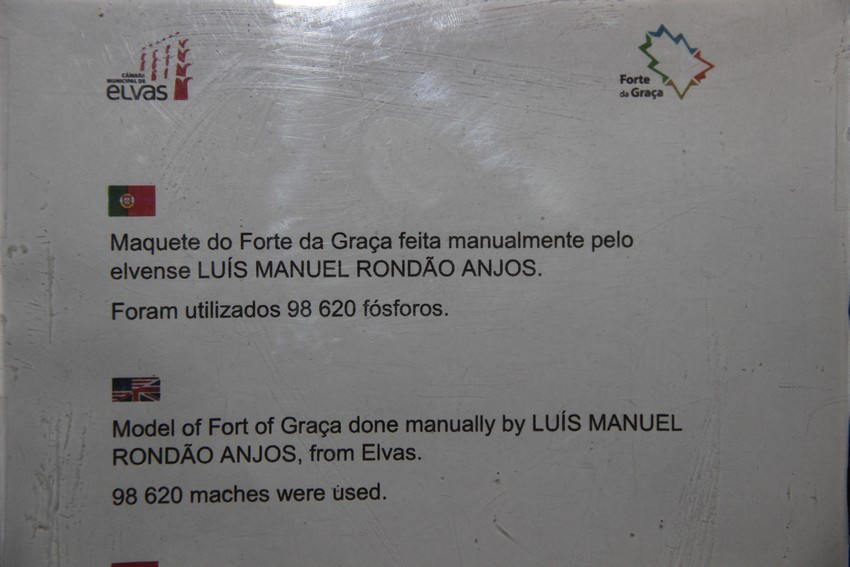 CÂMARA
MUNICIPAL DE
ELVAS
Forte
da Graça
Maquete do Forte da Graça feita manualmente pelo
elvense LUÍS MANUEL RONDÃO ANJOS.
Foram utilizados 98 620 fósforos.
Model of Fort of Graça done manually by LUÍS MANUEL
RONDÃO ANJOS, from Elvas.
98 620 maches were used.